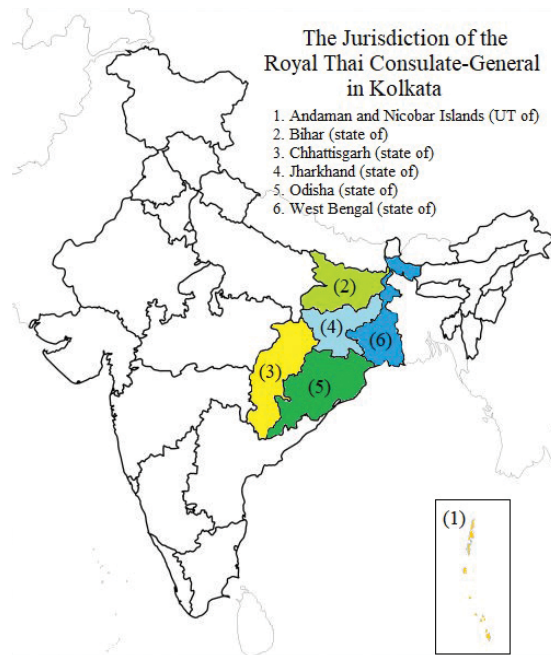 The Jurisdiction of the
Royal Thai Consulate-General
in Kolkata
1. Andaman and Nicobar Islands (UT of)
2. Bihar (state of)
3. Chhattisgarh (state of)
4. Jharkhand (state of)
5. Odisha (state of)
6. West Bengal (state of)
(2)
(4)
(6)
(3)
(5)
(1)